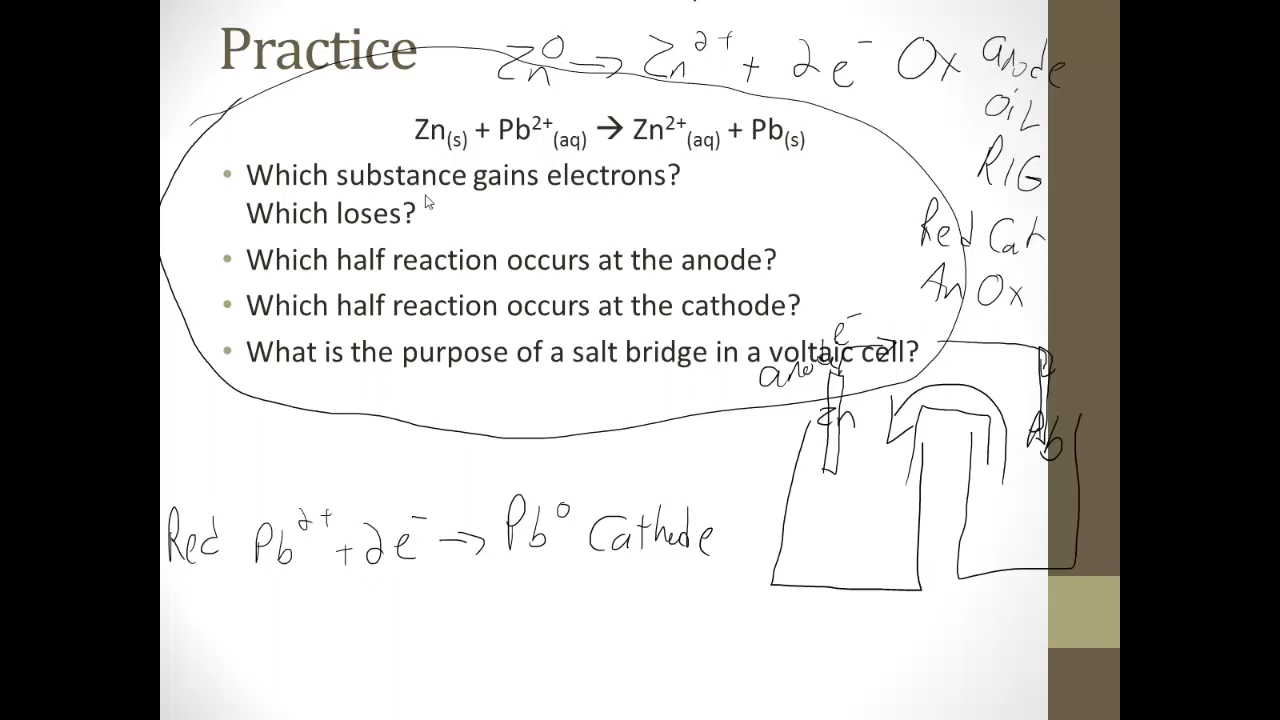 Practice
Zn⁰ → Zn²⁺ + 2e⁻ Ox anode
OiL
RIG
Red Cat
An Ox
Zn(s) + Pb²⁺(aq) → Zn²⁺(aq) + Pb(s)
• Which substance gains electrons?
Which loses?
• Which half reaction occurs at the anode?
• Which half reaction occurs at the cathode?
• What is the purpose of a salt bridge in a voltaic cell?
e⁻
anode
Zn
Pb
Red Pb²⁺ + 2e⁻ → Pb⁰ Cathode